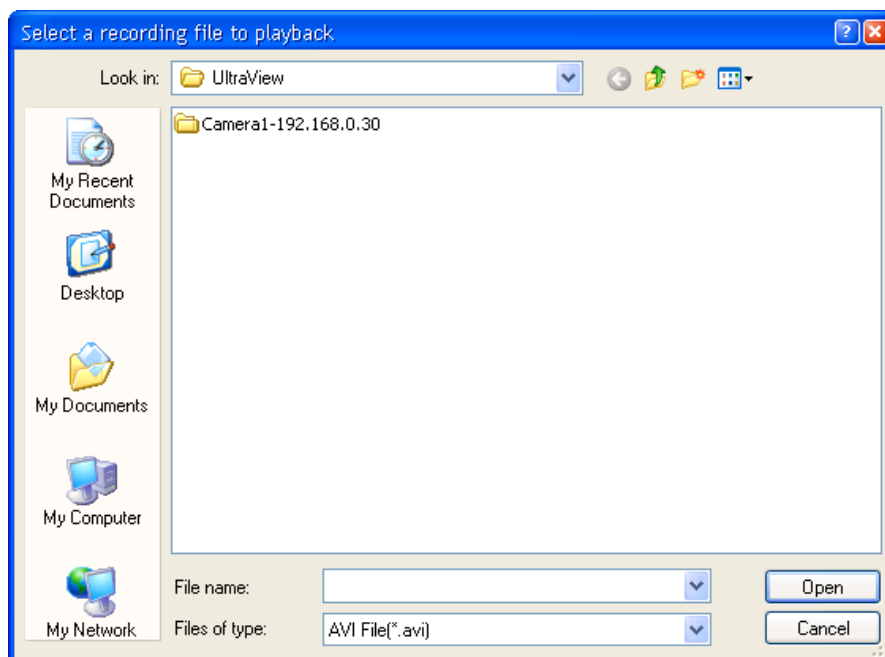 Select a recording file to playback
Look in:
UltraView
Camera1-192.168.0.30
My Recent
Documents
Desktop
My Documents
My Computer
My Network
File name:
Open
Files of type:
AVI File(*.avi)
Cancel